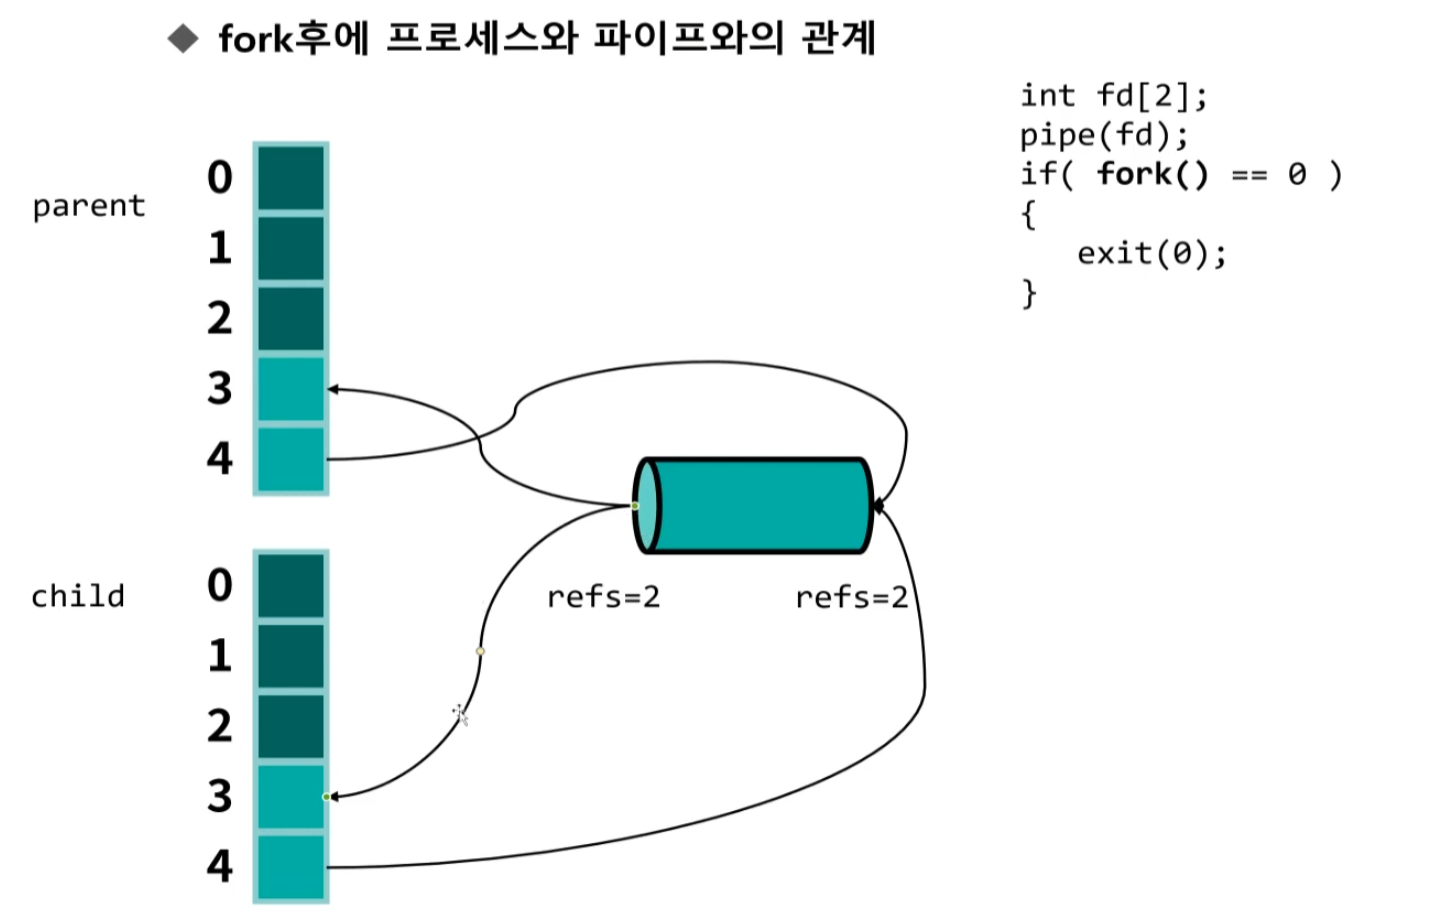 ◆ fork후에 프로세스와 파이프와의 관계
int fd[2];
pipe(fd);
if( fork() == 0 )
{
   exit(0);
}
parent
0
1
2
3
4
child
0
1
2
3
4
refs=2
refs=2